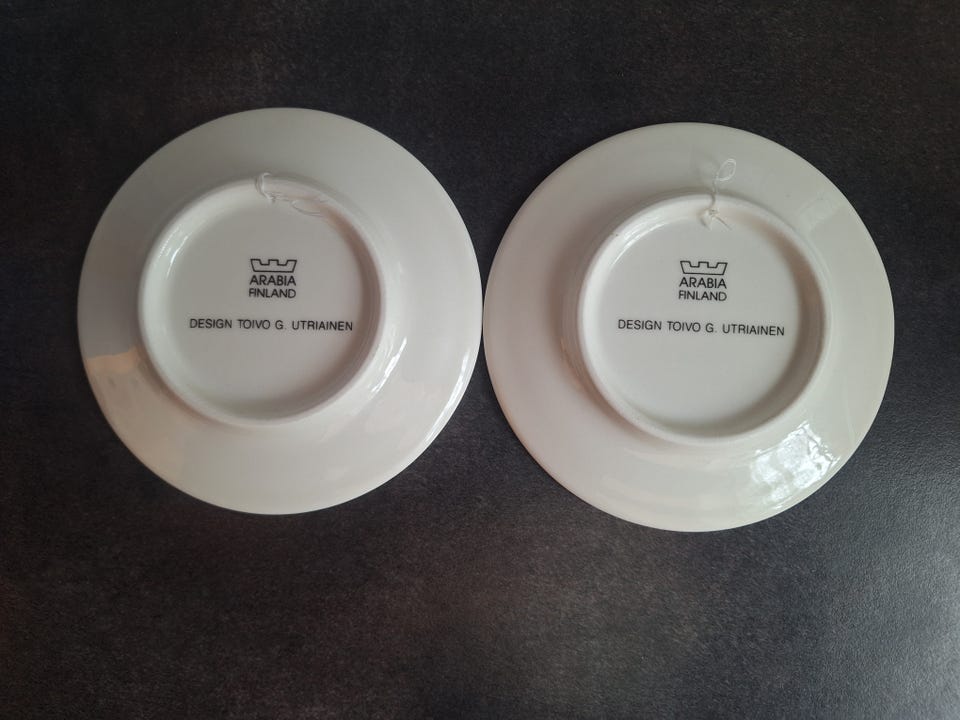 ARABIA
FINLAND
DESIGN TOIVO G. UTRIAINEN
ARABIA
FINLAND
DESIGN TOIVO G. UTRIAINEN